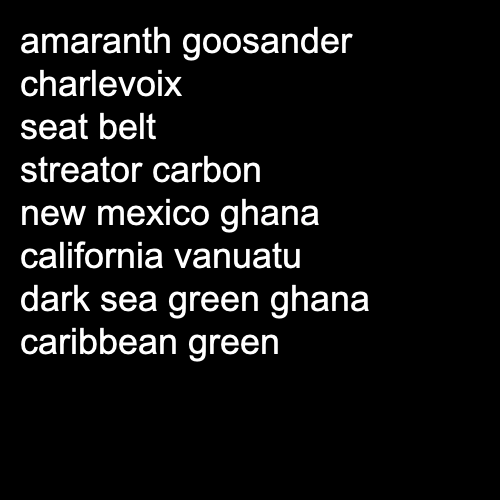 amaranth goosander
charlevoix
seat belt
streator carbon
new mexico ghana
california vanuatu
dark sea green ghana
caribbean green